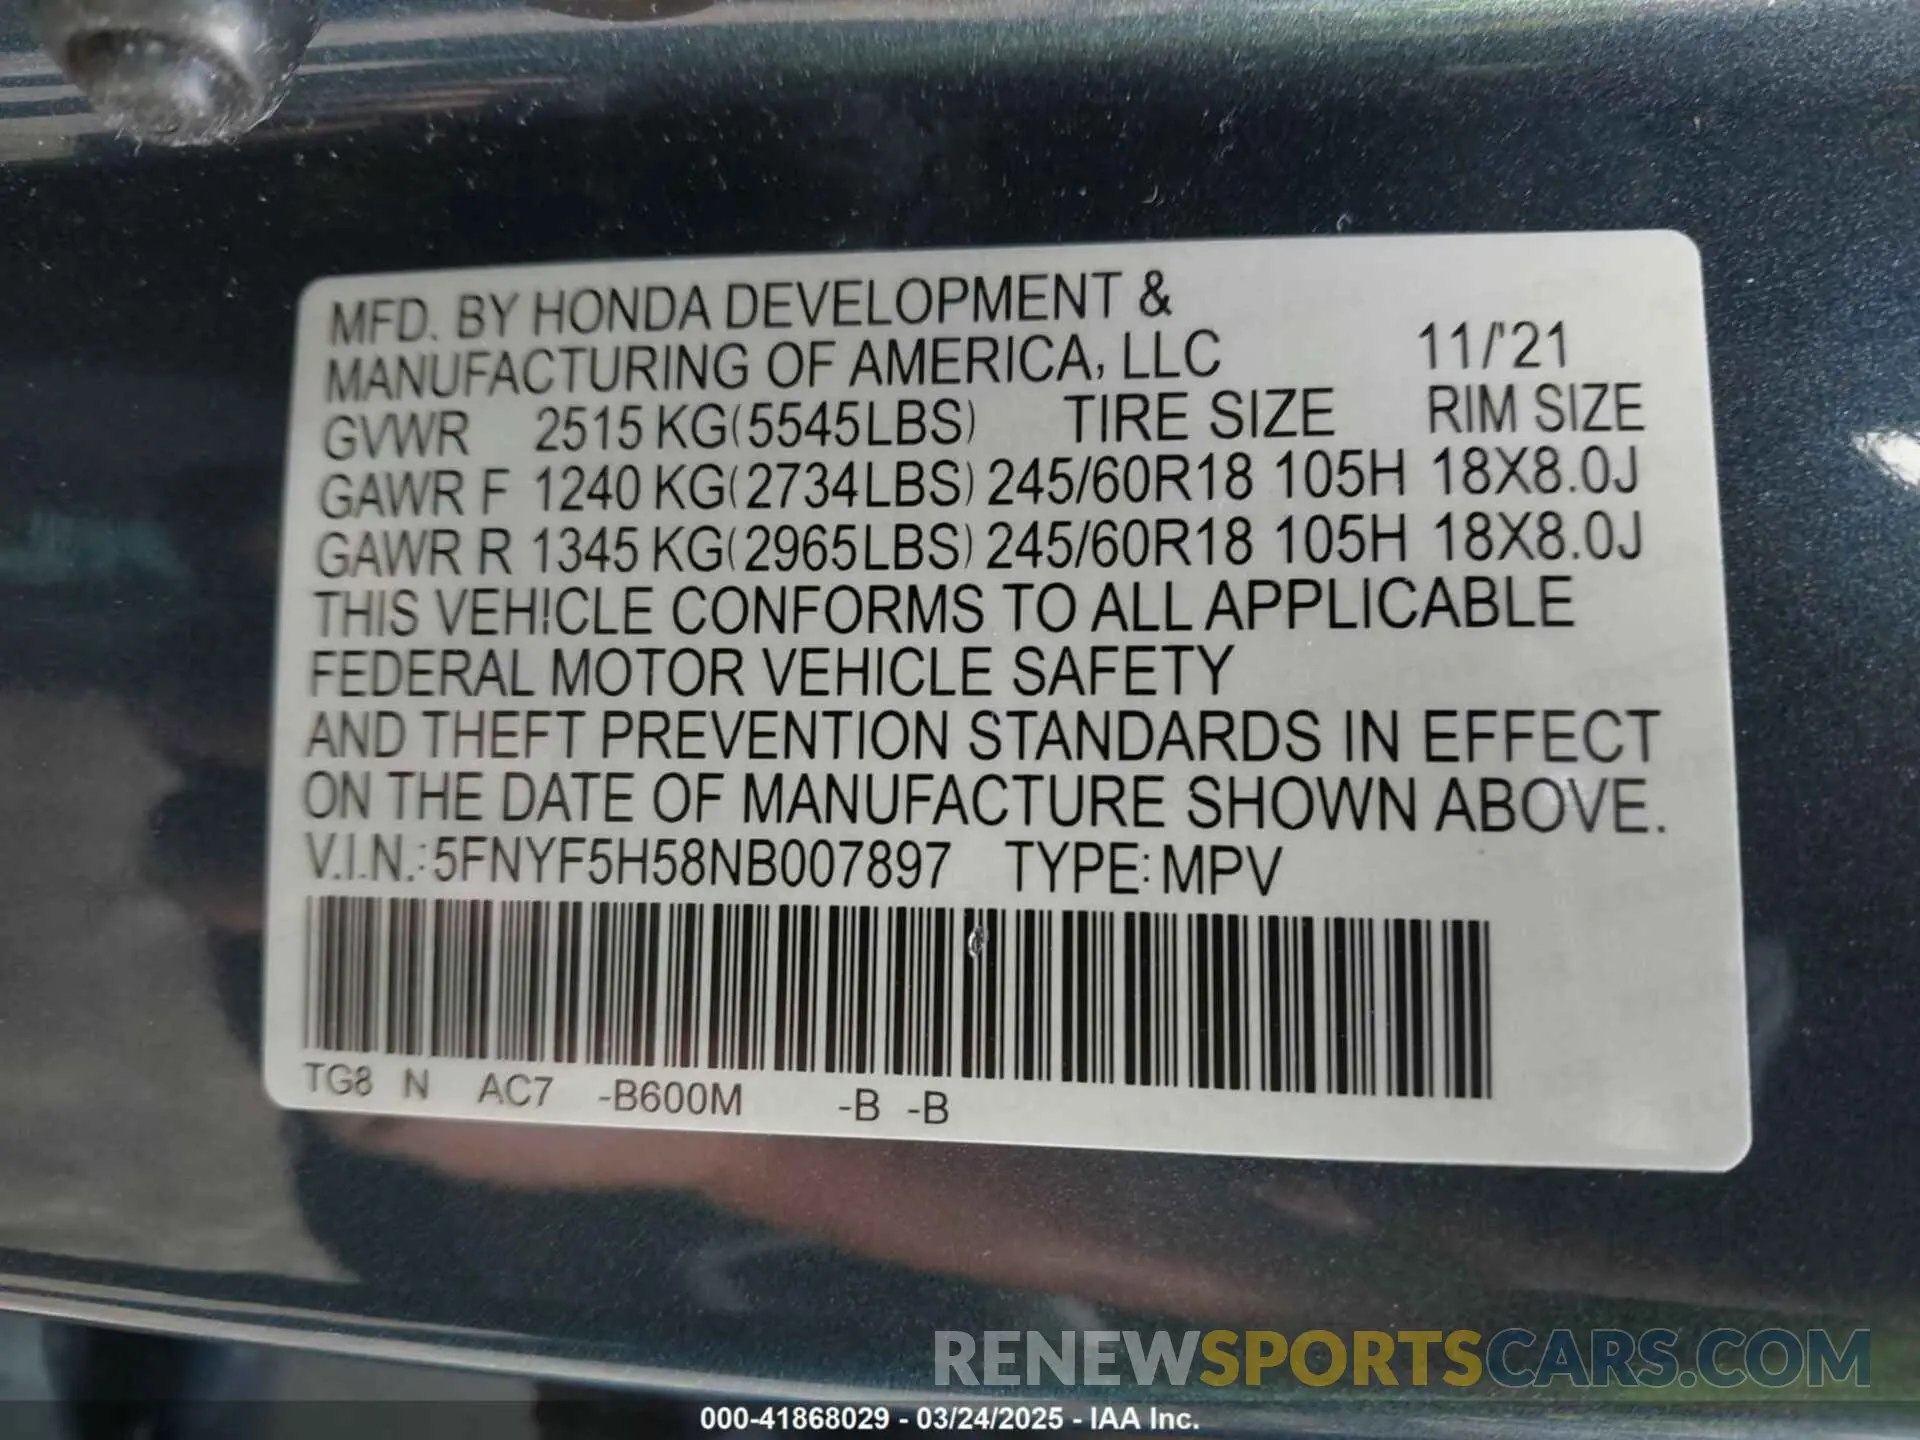 MFD. BY HONDA DEVELOPMENT &
MANUFACTURING OF AMERICA, LLC 11/'21
GVWR 2515 KG(5545LBS) TIRE SIZE RIM SIZE
GAWR F 1240 KG(2734LBS) 245/60R18 105H 18X8.0J
GAWR R 1345 KG(2965LBS) 245/60R18 105H 18X8.0J
THIS VEHICLE CONFORMS TO ALL APPLICABLE
FEDERAL MOTOR VEHICLE SAFETY
AND THEFT PREVENTION STANDARDS IN EFFECT
ON THE DATE OF MANUFACTURE SHOWN ABOVE.
V.I.N.: 5FNYF5H58NB007897 TYPE: MPV
TG8 N AC7 -B600M -B -B
RENEWSPORTSCARS.COM
000-41868029 - 03/24/2025 - IAA Inc.